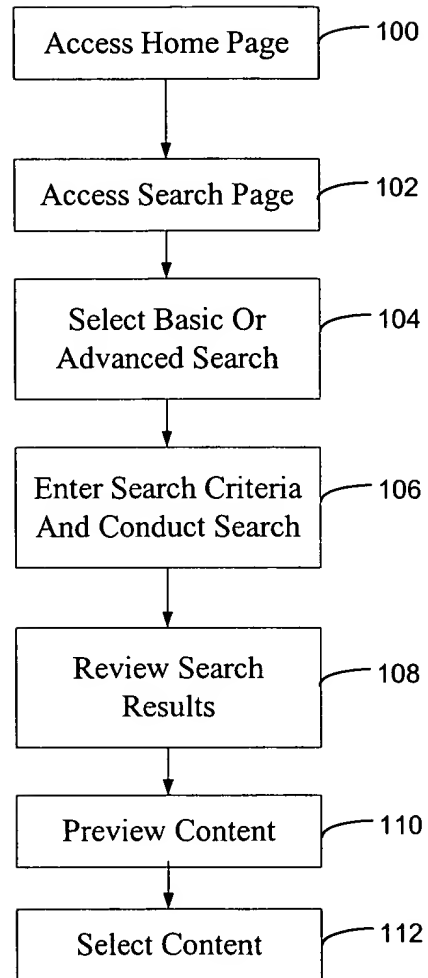 Access Home Page
100
Access Search Page
102
Select Basic Or
Advanced Search
104
Enter Search Criteria
And Conduct Search
106
Review Search
Results
108
Preview Content
110
Select Content
112